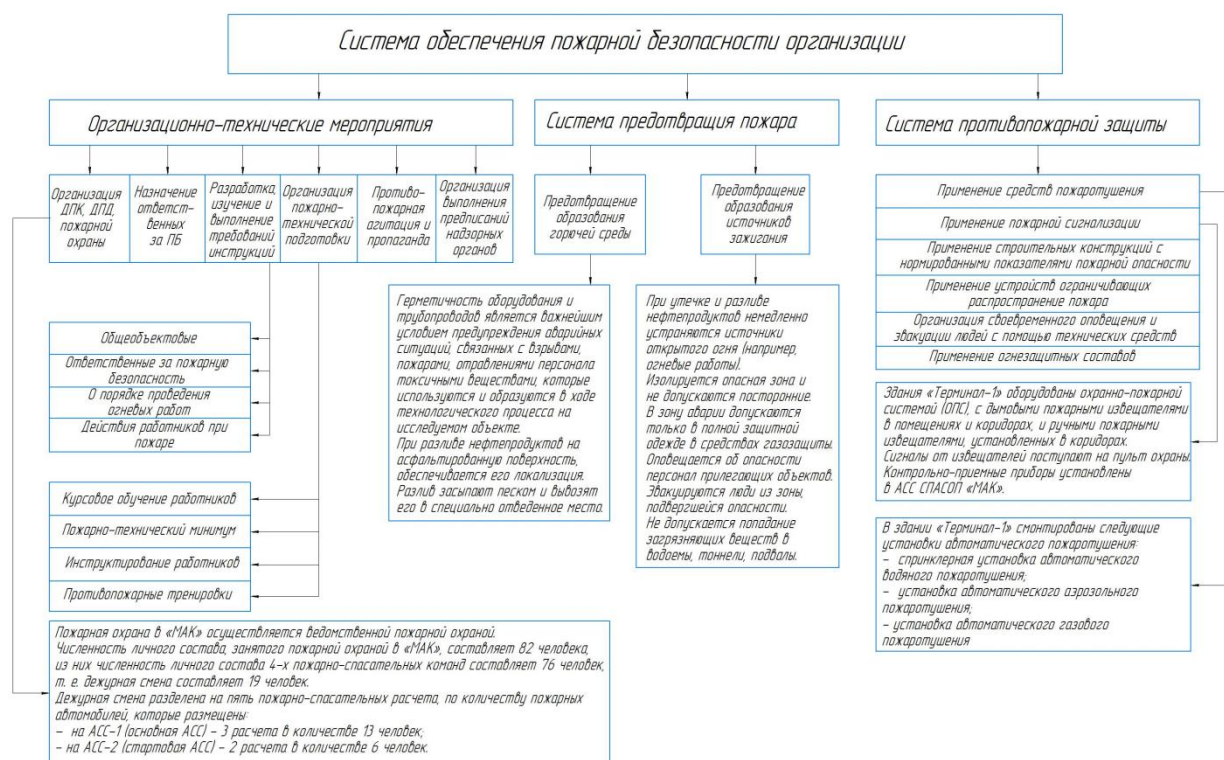 Система обеспечения пожарной безопасности организации
Организационно-технические мероприятия
Организация
ДПК, ДПД,
пожарной
охраны
Назначение
ответст-
венных
за ПБ
Разработка,
изучение и
выполнение
требований
инструкций
Организация
пожарно-
технической
подготовки
Противо-
пожарная
агитация и
пропаганда
Организация
выполнения
предписаний
надзорных
органов
Общеобъектовые
Ответственные за пожарную
безопасность
О порядке проведения
огневых работ
Действия работников при
пожаре
Курсовое обучение работников
Пожарно-технический минимум
Инструктирование работников
Противопожарные тренировки
Пожарная охрана в «МАК» осуществляется ведомственной пожарной охраной.
Численность личного состава, занятого пожарной охраной в «МАК», составляет 82 человека,
из них численность личного состава 4-х пожарно-спасательных команд составляет 76 человек,
т. е. дежурная смена составляет 19 человек.
Дежурная смена разделена на пять пожарно-спасательных расчета, по количеству пожарных
автомобилей, которые размещены:
– на АСС-1 (основная АСС) – 3 расчета в количестве 13 человек;
– на АСС-2 (стартовая АСС) – 2 расчета в количестве 6 человек.
Система предотвращия пожара
Предотвращение
образования
горючей среды
Предотвращение
образования
источников
зажигания
Герметичность оборудования и
трубопроводов является важнейшим
условием предупреждения аварийных
ситуаций, связанных с взрывами,
пожарами, отравлениями персонала
токсичными веществами, которые
используются и образуются в ходе
технологического процесса на
исследуемом объекте.
При разливе нефтепродуктов на
асфальтированную поверхность,
обеспечивается его локализация.
Разлив засыпают песком и вывозят
его в специально отведенное место.
При утечке и разливе
нефтепродуктов немедленно
устраняются источники
открытого огня (например,
огневые работы).
Изолируется опасная зона и
не допускаются посторонние.
В зону аварии допускаются
только в полной защитной
одежде в средствах газозащиты.
Оповещается об опасности
персонал прилегающих объектов.
Эвакуируются люди из зоны,
подвергшейся опасности.
Не допускается попадание
загрязняющих веществ в
водоемы, тоннели, подвалы.
Система противопожарной защиты
Применение средств пожаротушения
Применение пожарной сигнализации
Применение строительных конструкций с
нормированными показателями пожарной опасности
Применение устройств ограничивающих
распространение пожара
Организация своевременного оповещения и
эвакуации людей с помощью технических средств
Применение огнезащитных составов
Здания «Терминал-1» оборудованы охранно-пожарной
системой (ОПС), с дымовыми пожарными извещателями
в помещениях и коридорах, и ручными пожарными
извещателями, установленных в коридорах.
Сигналы от извещателей поступают на пульт охраны.
Контрольно-приемные прибары установлены
в АСС СПАСОП «МАК».
В здании «Терминал-1» смонтированы следующие
установки автоматического пожаротушения:
– спринклерная установка автоматического
водяного пожаротушения;
– установка автоматического аэрозольного
пожаротушения;
– установка автоматического газового
пожаротушения